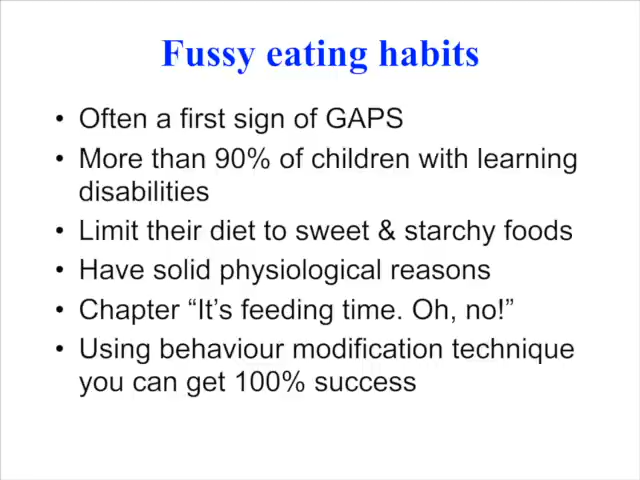 Fussy eating habits
• Often a first sign of GAPS
• More than 90% of children with learning
disabilities
• Limit their diet to sweet & starchy foods
• Have solid physiological reasons
• Chapter “It’s feeding time. Oh, no!”
• Using behaviour modification technique
you can get 100% success